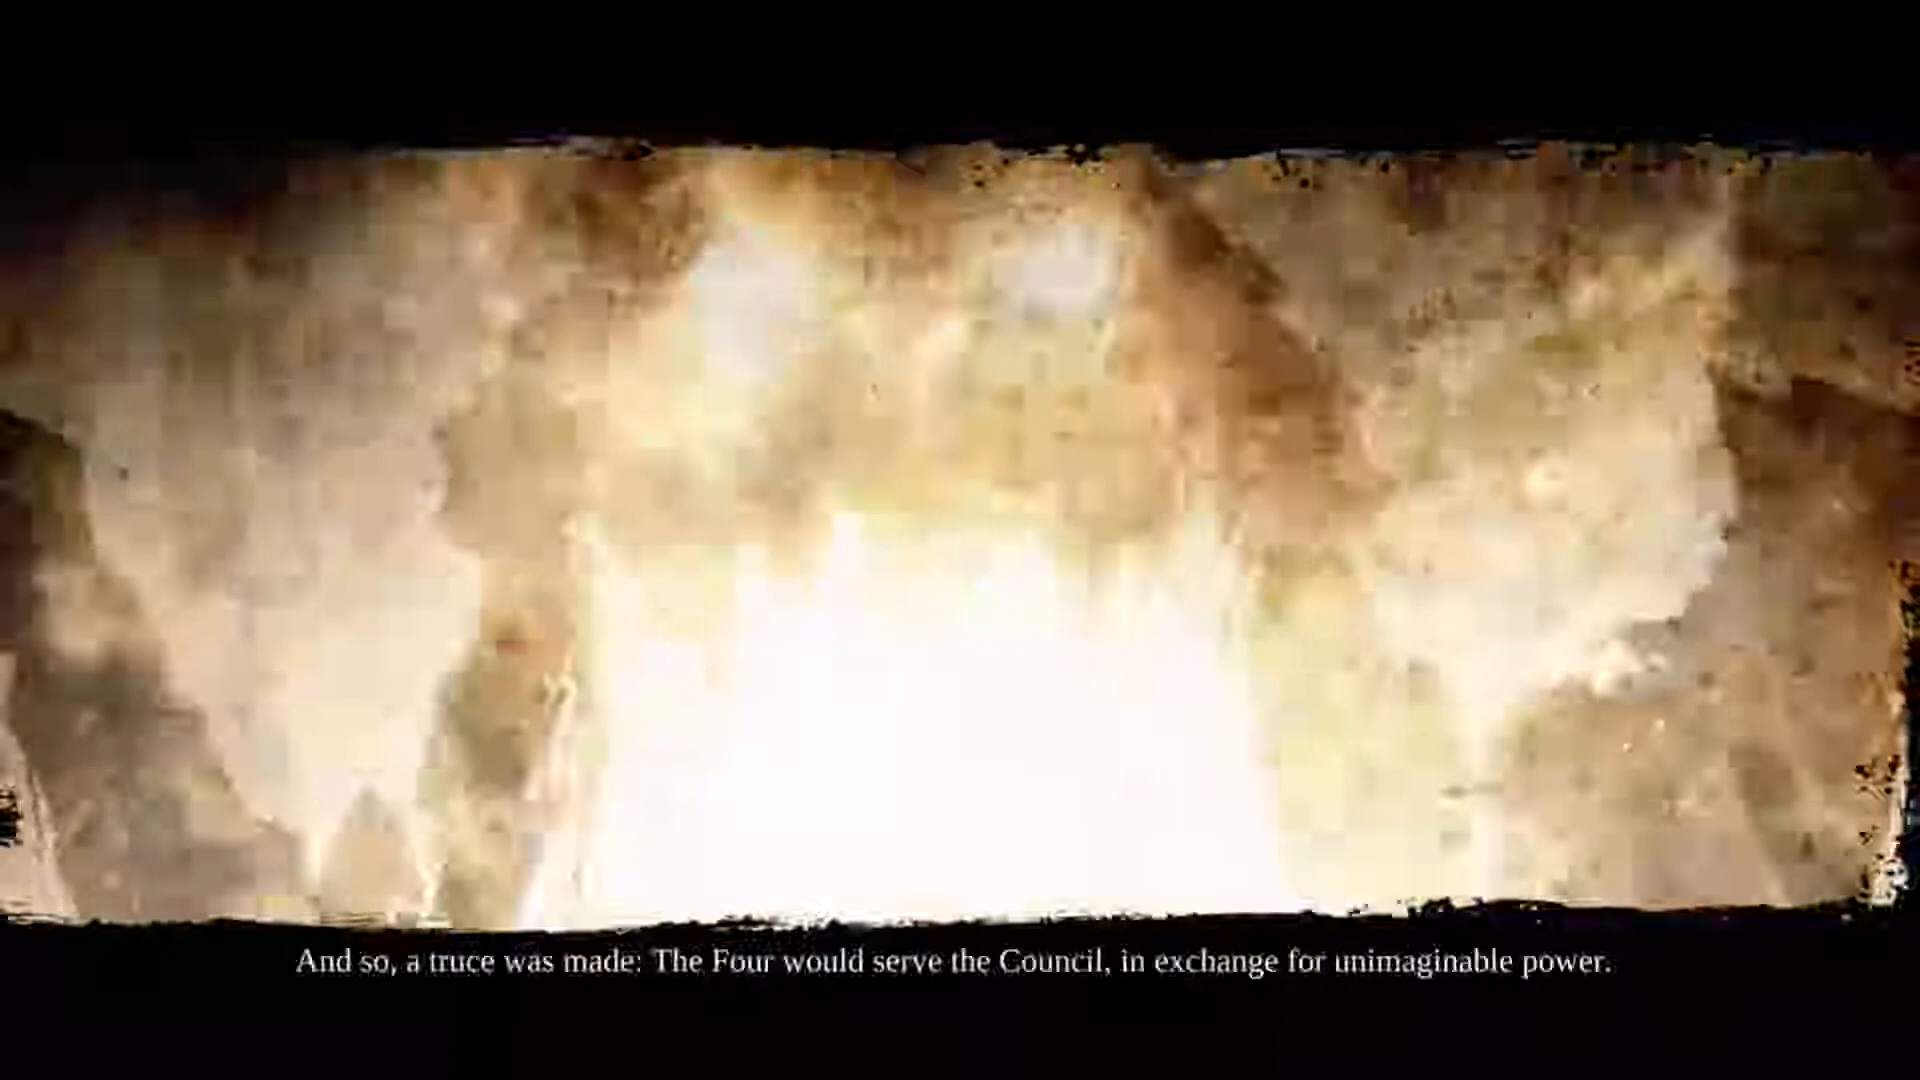 And so, a truce was made: The Four would serve the Council, in exchange for unimaginable power.